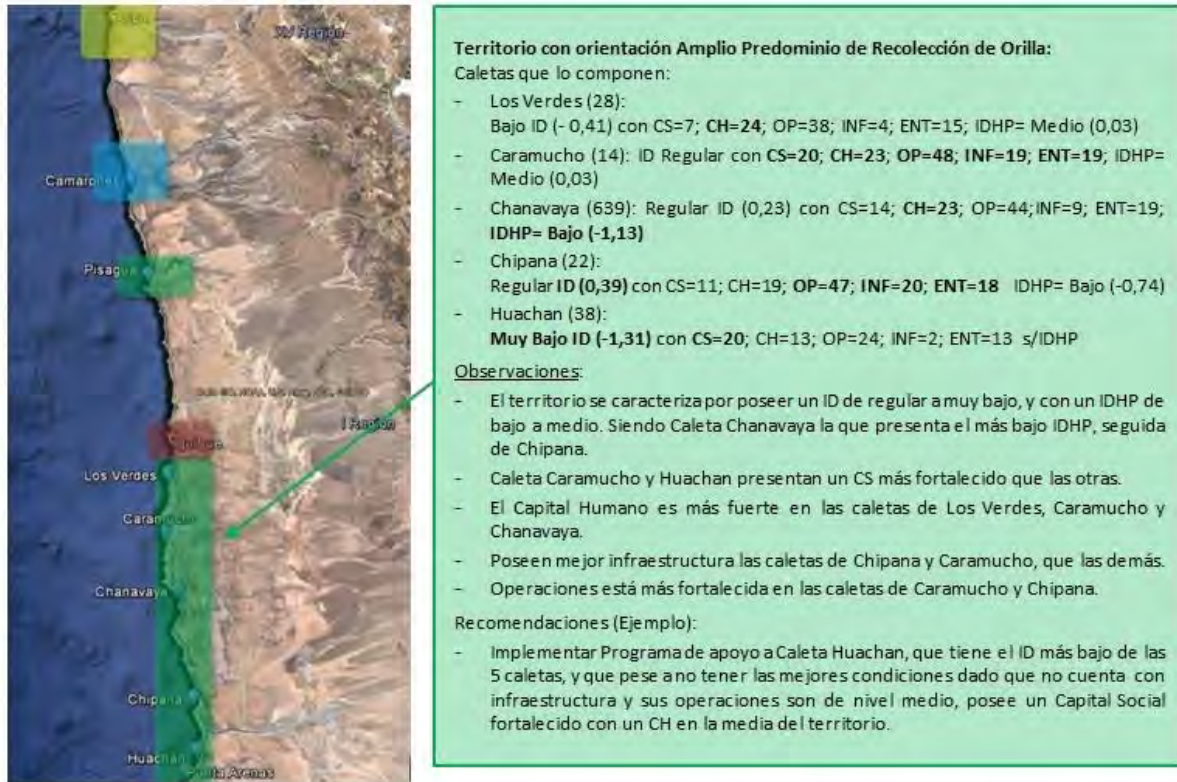 XV Región
Camarones
Pisagua
I Región
Los Verdes
Caramucho
Chanavaya
Chipana
Huachan
Punta Arenas
Territorio con orientación Amplio Predominio de Recolección de Orilla:
Caletas que lo componen:
- Los Verdes (28):
Bajo ID (- 0,41) con CS=7; CH=24; OP=38; INF=4; ENT=15; IDHP= Medio (0,03)
- Caramucho (14): ID Regular con CS=20; CH=23; OP=48; INF=19; ENT=19; IDHP=
Medio (0,03)
- Chanavaya (639): Regular ID (0,23) con CS=14; CH=23; OP=44; INF=9; ENT=19;
IDHP= Bajo (-1,13)
- Chipana (22):
Regular ID (0,39) con CS=11; CH=19; OP=47; INF=20; ENT=18 IDHP= Bajo (-0,74)
- Huachan (38):
Muy Bajo ID (-1,31) con CS=20; CH=13; OP=24; INF=2; ENT=13 s/IDHP
Observaciones:
- El territorio se caracteriza por poseer un ID de regular a muy bajo, y con un IDHP de
bajo a medio. Siendo Caleta Chanavaya la que presenta el más bajo IDHP, seguida
de Chipana.
- Caleta Caramucho y Huachan presentan un CS más fortalecido que las otras.
- El Capital Humano es más fuerte en las caletas de Los Verdes, Caramucho y
Chanavaya.
- Poseen mejor infraestructura las caletas de Chipana y Caramucho, que las demás.
- Operaciones está más fortalecida en las caletas de Caramucho y Chipana.
Recomendaciones (Ejemplo):
- Implementar Programa de apoyo a Caleta Huachan, que tiene el ID más bajo de las
5 caletas, y que pese a no tener las mejores condiciones dado que no cuenta con
infraestructura y sus operaciones son de nivel medio, posee un Capital Social
fortalecido con un CH en la media del territorio.